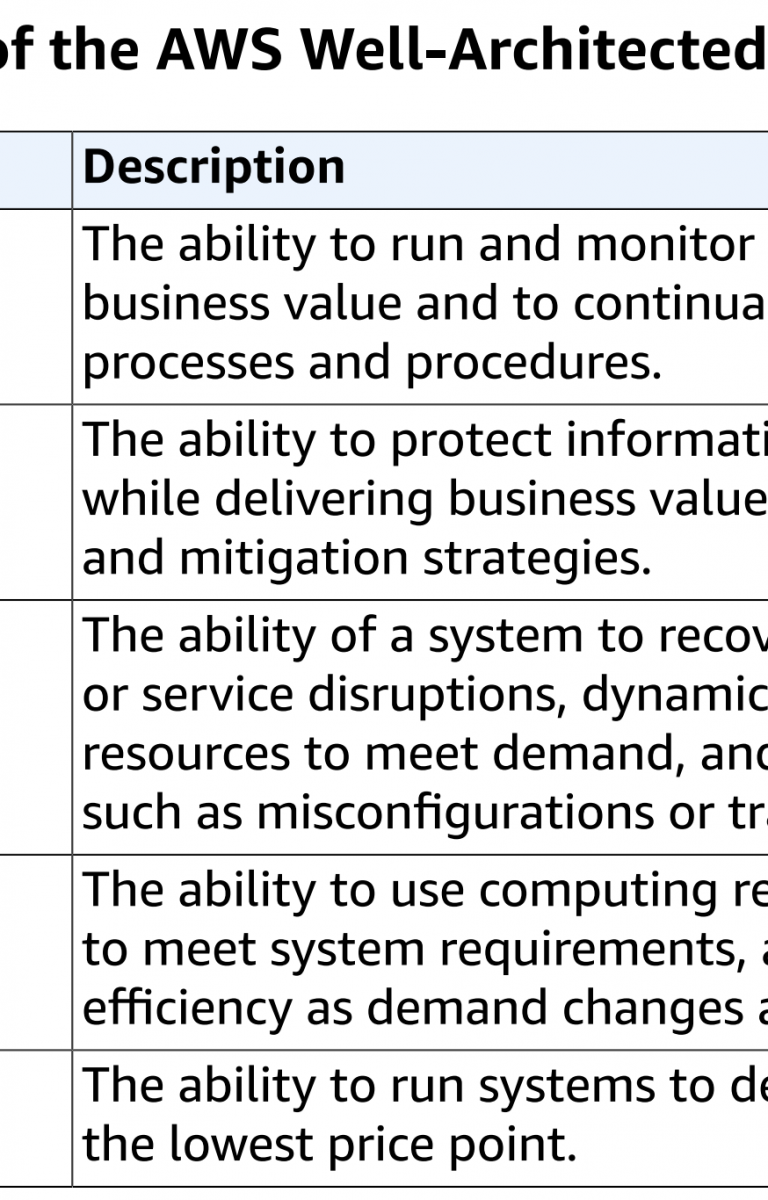 of the AWS Well-Architected
Description
The ability to run and monitor
business value and to continua
processes and procedures.
The ability to protect informati
while delivering business value
and mitigation strategies.
The ability of a system to recov
or service disruptions, dynamic
resources to meet demand, and
such as misconfigurations or tra
The ability to use computing re
to meet system requirements, a
efficiency as demand changes a
The ability to run systems to de
the lowest price point.